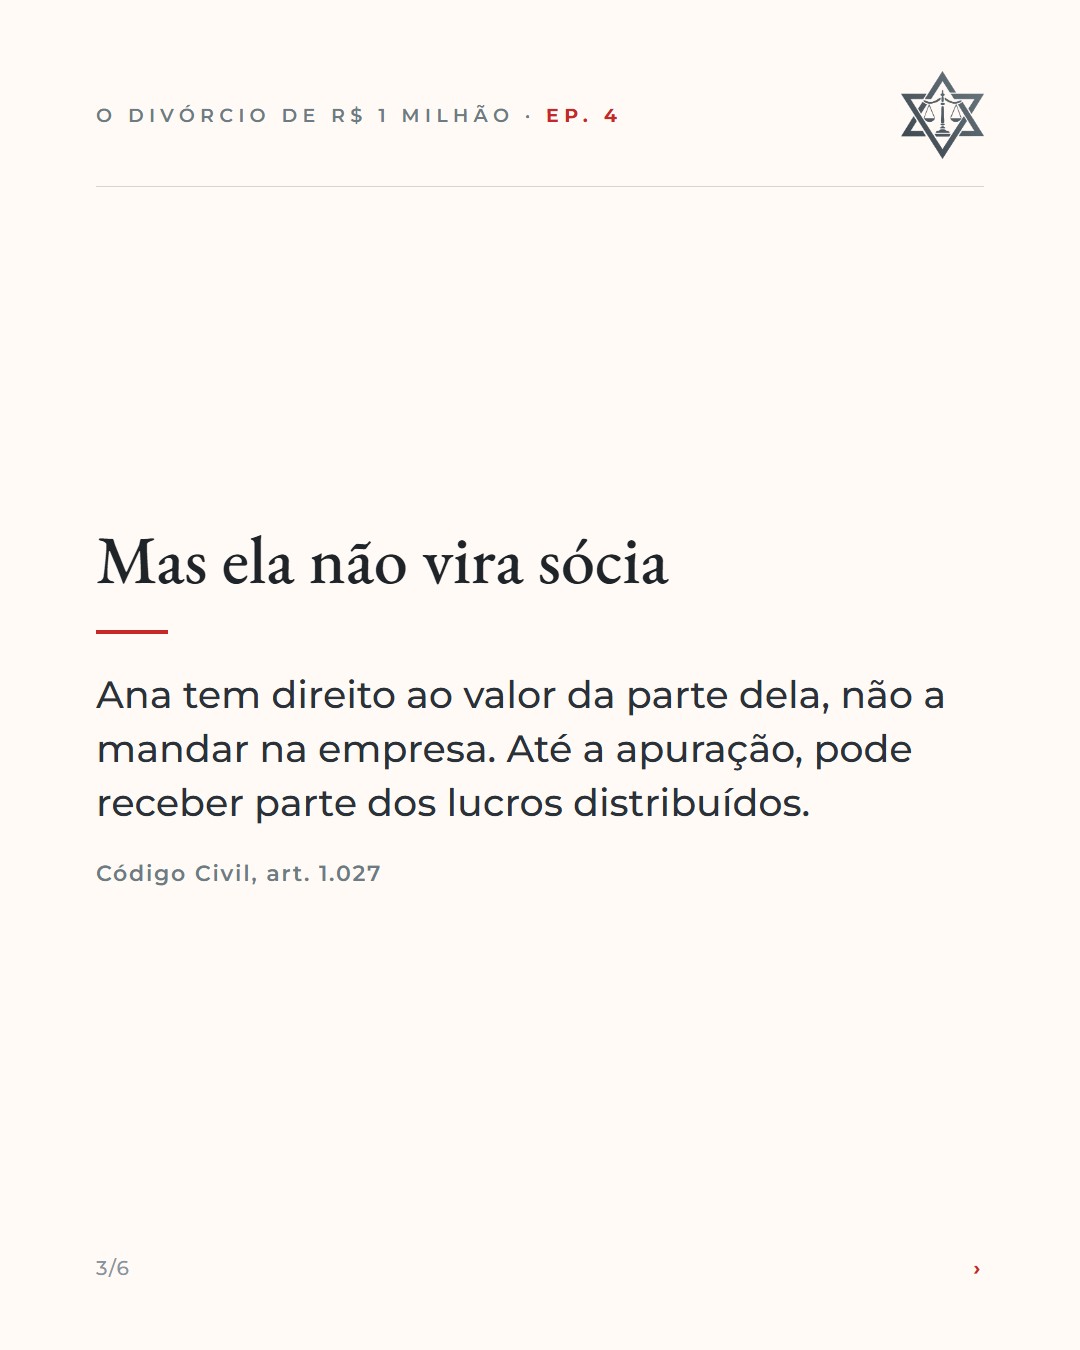 O DIVÓRCIO DE R$ 1 MILHÃO · EP. 4
Mas ela não vira sócia
Ana tem direito ao valor da parte dela, não a
mandar na empresa. Até a apuração, pode
receber parte dos lucros distribuídos.
Código Civil, art. 1.027
3/6 ›